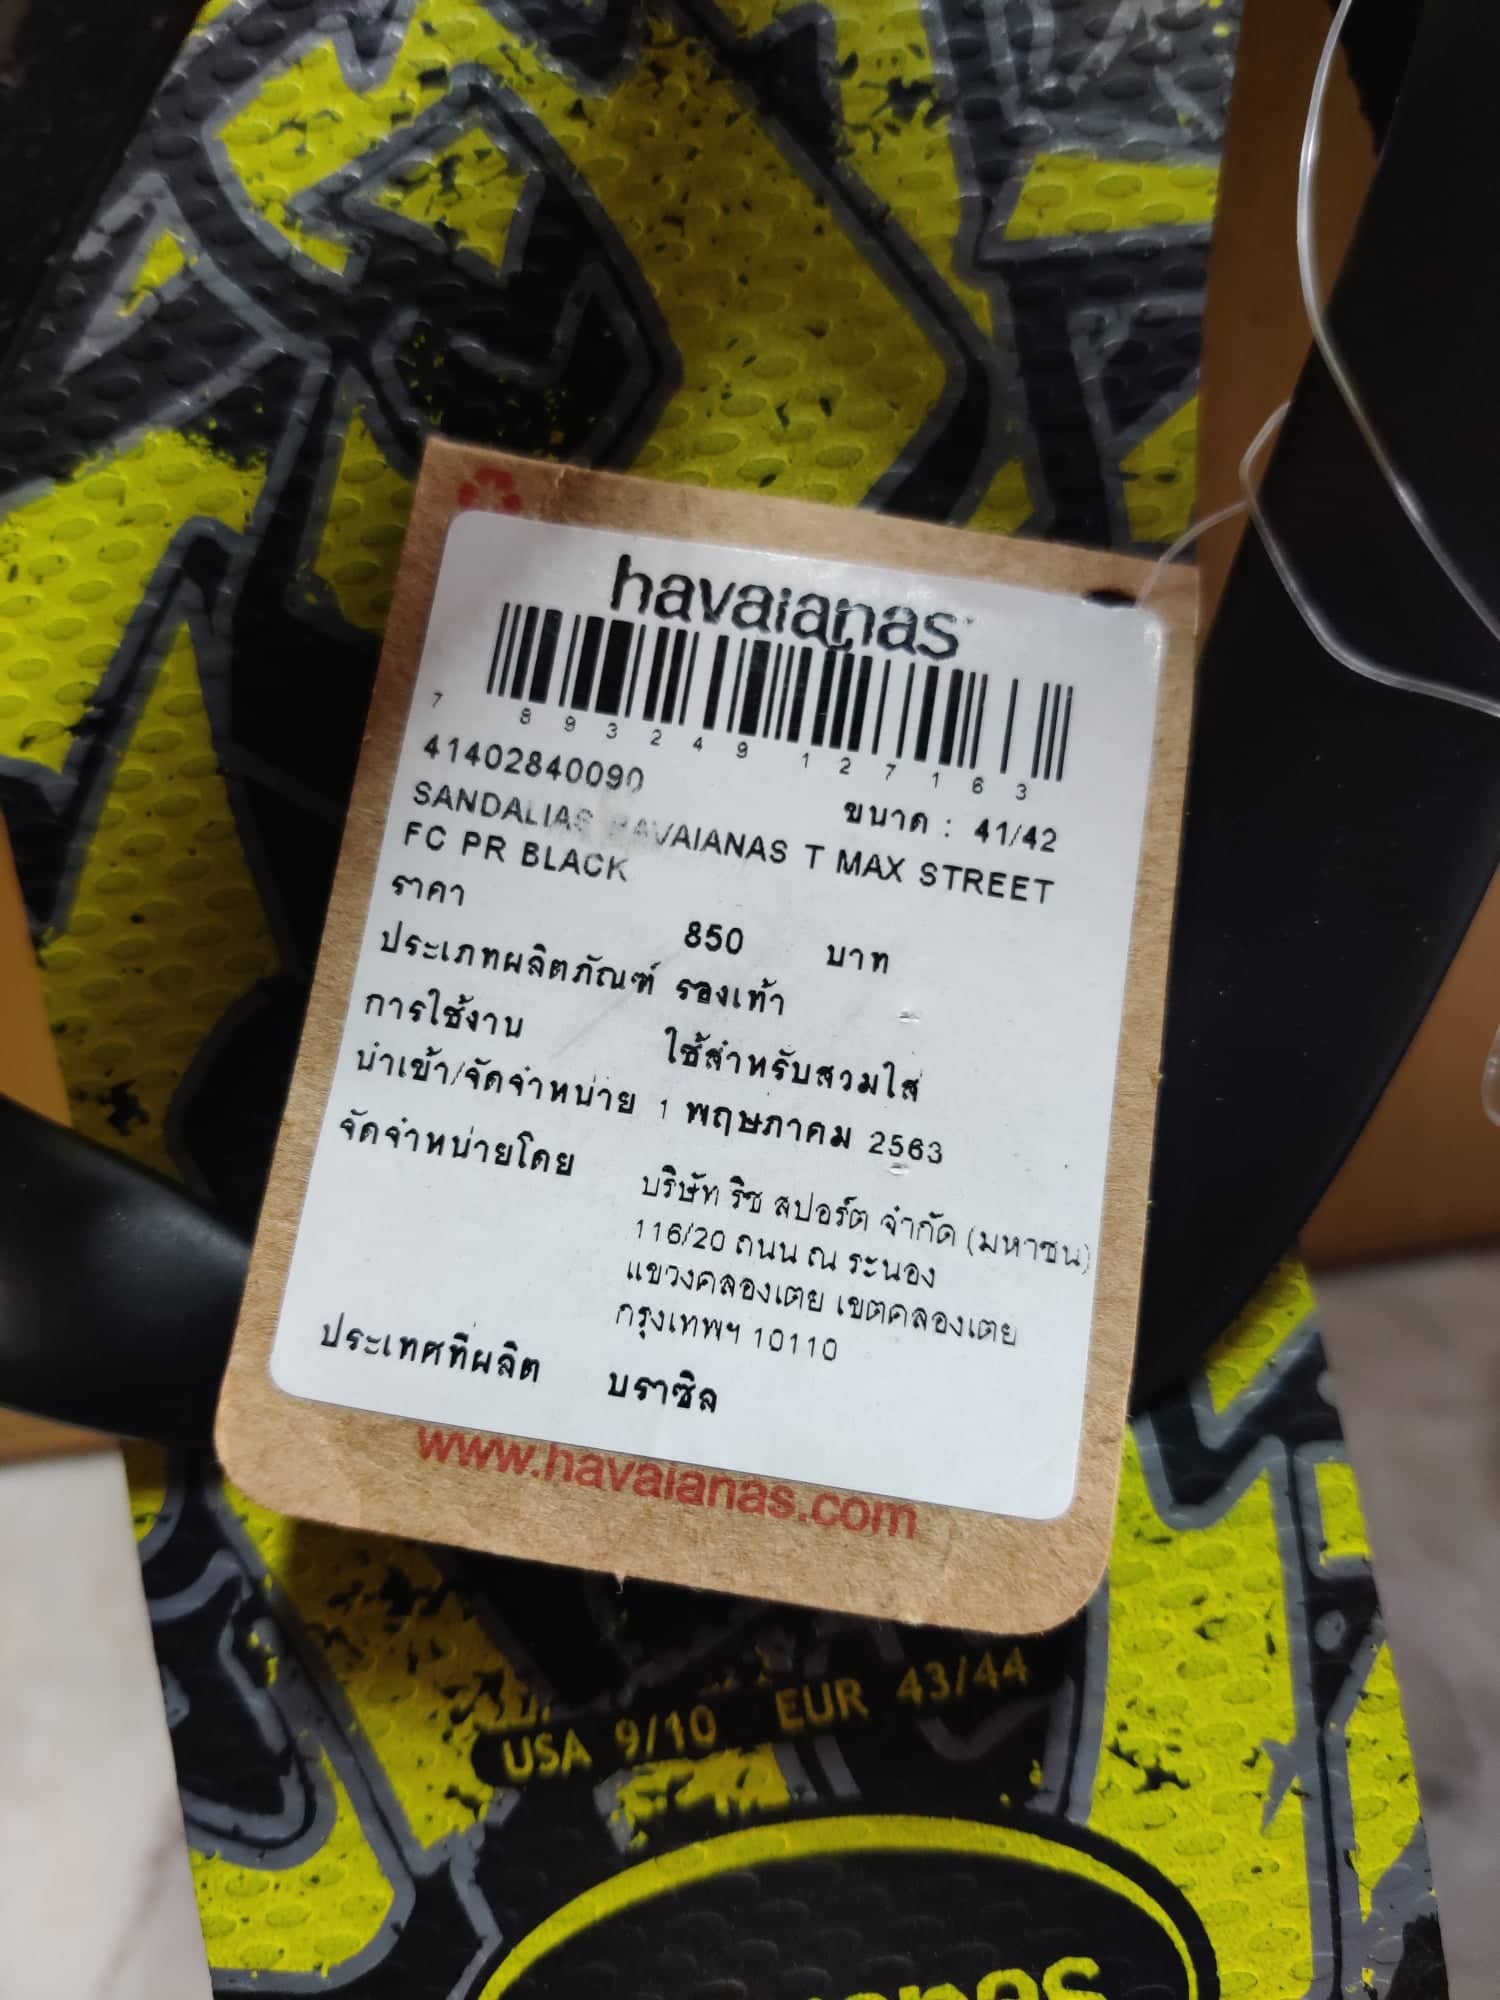 havaianas
7 893249 127163
41402840090
ขนาด : 41/42
SANDALIAS HAVAIANAS T MAX STREET
FC PR BLACK
ราคา 850 บาท
ประเภทผลิตภัณฑ์ รองเท้า
การใช้งาน ใช้สำหรับสวมใส่
นำเข้า/จัดจำหน่าย 1 พฤษภาคม 2563
จัดจำหน่ายโดย บริษัท ริช สปอร์ต จำกัด (มหาชน)
116/20 ถนน ณ ระนอง
แขวงคลองเตย เขตคลองเตย
กรุงเทพฯ 10110
ประเทศที่ผลิต บราซิล
www.havaianas.com
USA 9/10 EUR 43/44